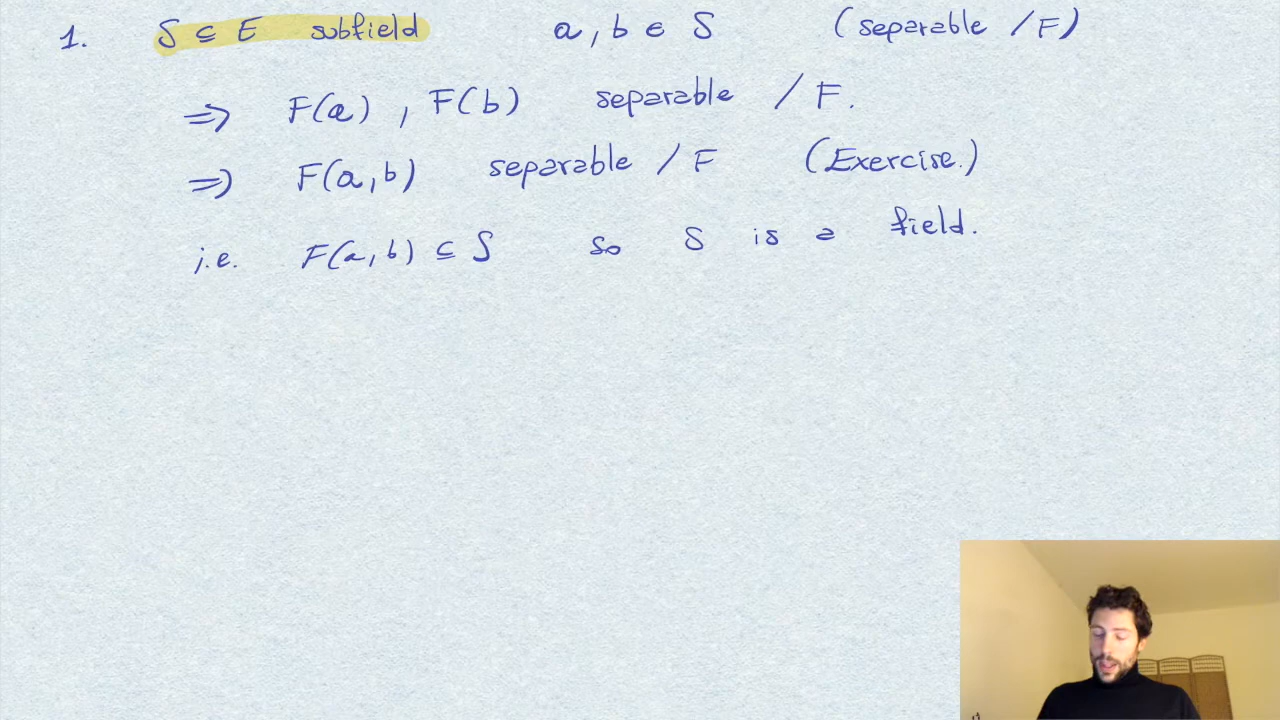 1. S ⊆ E subfield a, b ∈ S (separable / F)
⇒ F(a), F(b) separable / F.
⇒ F(a,b) separable / F (Exercise.)
i.e. F(a,b) ⊆ S so S is a field.